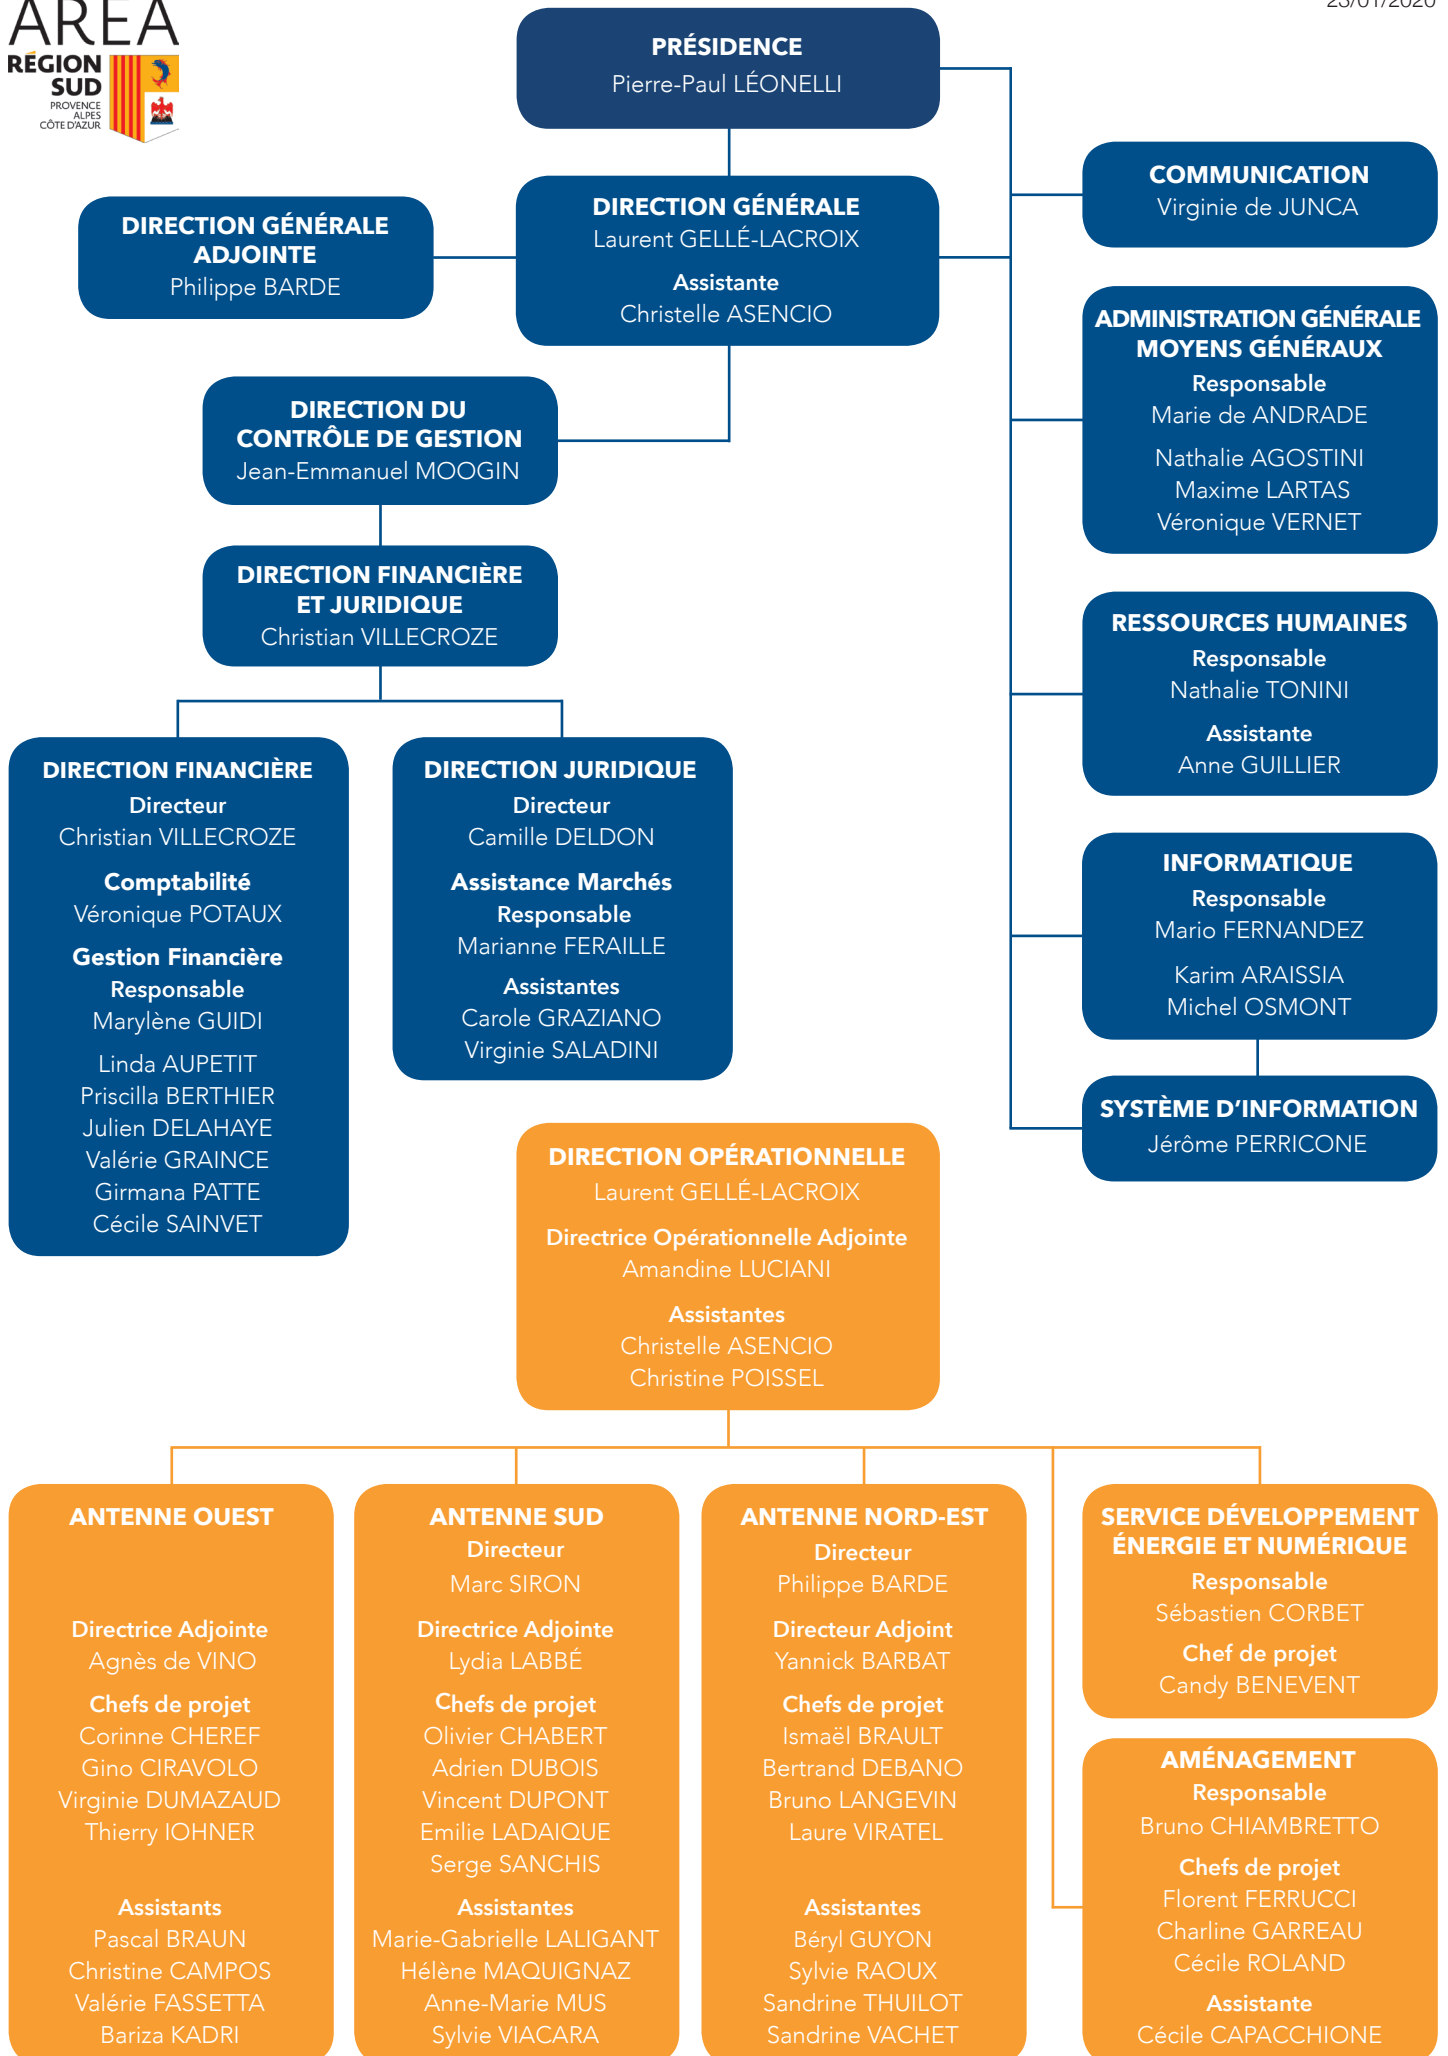 AREA
RÉGION
SUD
PROVENCE
ALPES
CÔTE D'AZUR
23/01/2020
PRÉSIDENCE
Pierre-Paul LÉONELLI
DIRECTION GÉNÉRALE
Laurent GELLÉ-LACROIX
Assistante
Christelle ASENCIO
DIRECTION GÉNÉRALE
ADJOINTE
Philippe BARDE
COMMUNICATION
Virginie de JUNCA
ADMINISTRATION GÉNÉRALE
MOYENS GÉNÉRAUX
Responsable
Marie de ANDRADE
Nathalie AGOSTINI
Maxime LARTAS
Véronique VERNET
DIRECTION DU
CONTRÔLE DE GESTION
Jean-Emmanuel MOOGIN
DIRECTION FINANCIÈRE
ET JURIDIQUE
Christian VILLECROZE
RESSOURCES HUMAINES
Responsable
Nathalie TONINI
Assistante
Anne GUILLIER
DIRECTION FINANCIÈRE
Directeur
Christian VILLECROZE
Comptabilité
Véronique POTAUX
Gestion Financière
Responsable
Marylène GUIDI
Linda AUPETIT
Priscilla BERTHIER
Julien DELAHAYE
Valérie GRAINCE
Girmana PATTE
Cécile SAINVET
DIRECTION JURIDIQUE
Directeur
Camille DELDON
Assistance Marchés
Responsable
Marianne FERAILLE
Assistantes
Carole GRAZIANO
Virginie SALADINI
INFORMATIQUE
Responsable
Mario FERNANDEZ
Karim ARAISSIA
Michel OSMONT
SYSTÈME D'INFORMATION
Jérôme PERRICONE
DIRECTION OPÉRATIONNELLE
Laurent GELLÉ-LACROIX
Directrice Opérationnelle Adjointe
Amandine LUCIANI
Assistantes
Christelle ASENCIO
Christine POISSEL
ANTENNE OUEST
Directrice Adjointe
Agnès de VINO
Chefs de projet
Corinne CHEREF
Gino CIRAVOLO
Virginie DUMAZAUD
Thierry IOHNER
Assistants
Pascal BRAUN
Christine CAMPOS
Valérie FASSETTA
Bariza KADRI
ANTENNE SUD
Directeur
Marc SIRON
Directrice Adjointe
Lydia LABBÉ
Chefs de projet
Olivier CHABERT
Adrien DUBOIS
Vincent DUPONT
Emilie LADAIQUE
Serge SANCHIS
Assistantes
Marie-Gabrielle LALIGANT
Hélène MAQUIGNAZ
Anne-Marie MUS
Sylvie VIACARA
ANTENNE NORD-EST
Directeur
Philippe BARDE
Directeur Adjoint
Yannick BARBAT
Chefs de projet
Ismaël BRAULT
Bertrand DEBANO
Bruno LANGEVIN
Laure VIRATEL
Assistantes
Béryl GUYON
Sylvie RAOUX
Sandrine THUILOT
Sandrine VACHET
SERVICE DÉVELOPPEMENT
ÉNERGIE ET NUMÉRIQUE
Responsable
Sébastien CORBET
Chef de projet
Candy BENEVENT
AMÉNAGEMENT
Responsable
Bruno CHIAMBRETTO
Chefs de projet
Florent FERRUCCI
Charline GARREAU
Cécile ROLAND
Assistante
Cécile CAPACCHIONE